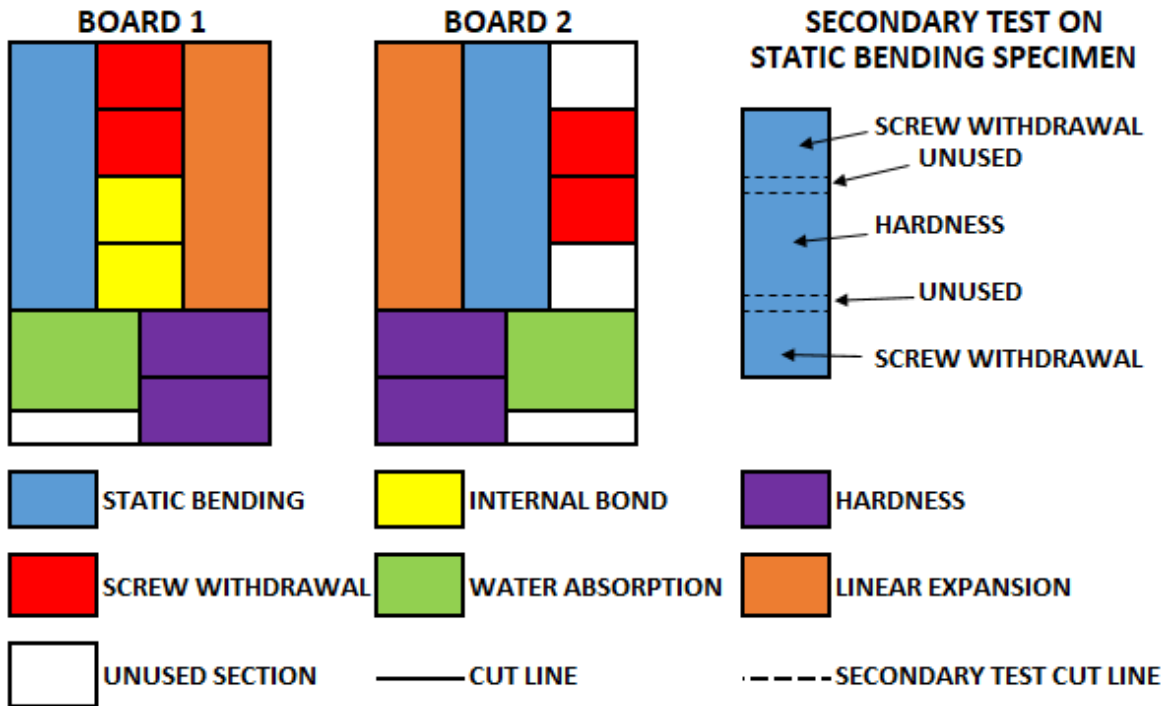 BOARD 1
BOARD 2
SECONDARY TEST ON
STATIC BENDING SPECIMEN
SCREW WITHDRAWAL
UNUSED
HARDNESS
UNUSED
SCREW WITHDRAWAL
STATIC BENDING
INTERNAL BOND
HARDNESS
SCREW WITHDRAWAL
WATER ABSORPTION
LINEAR EXPANSION
UNUSED SECTION
CUT LINE
SECONDARY TEST CUT LINE